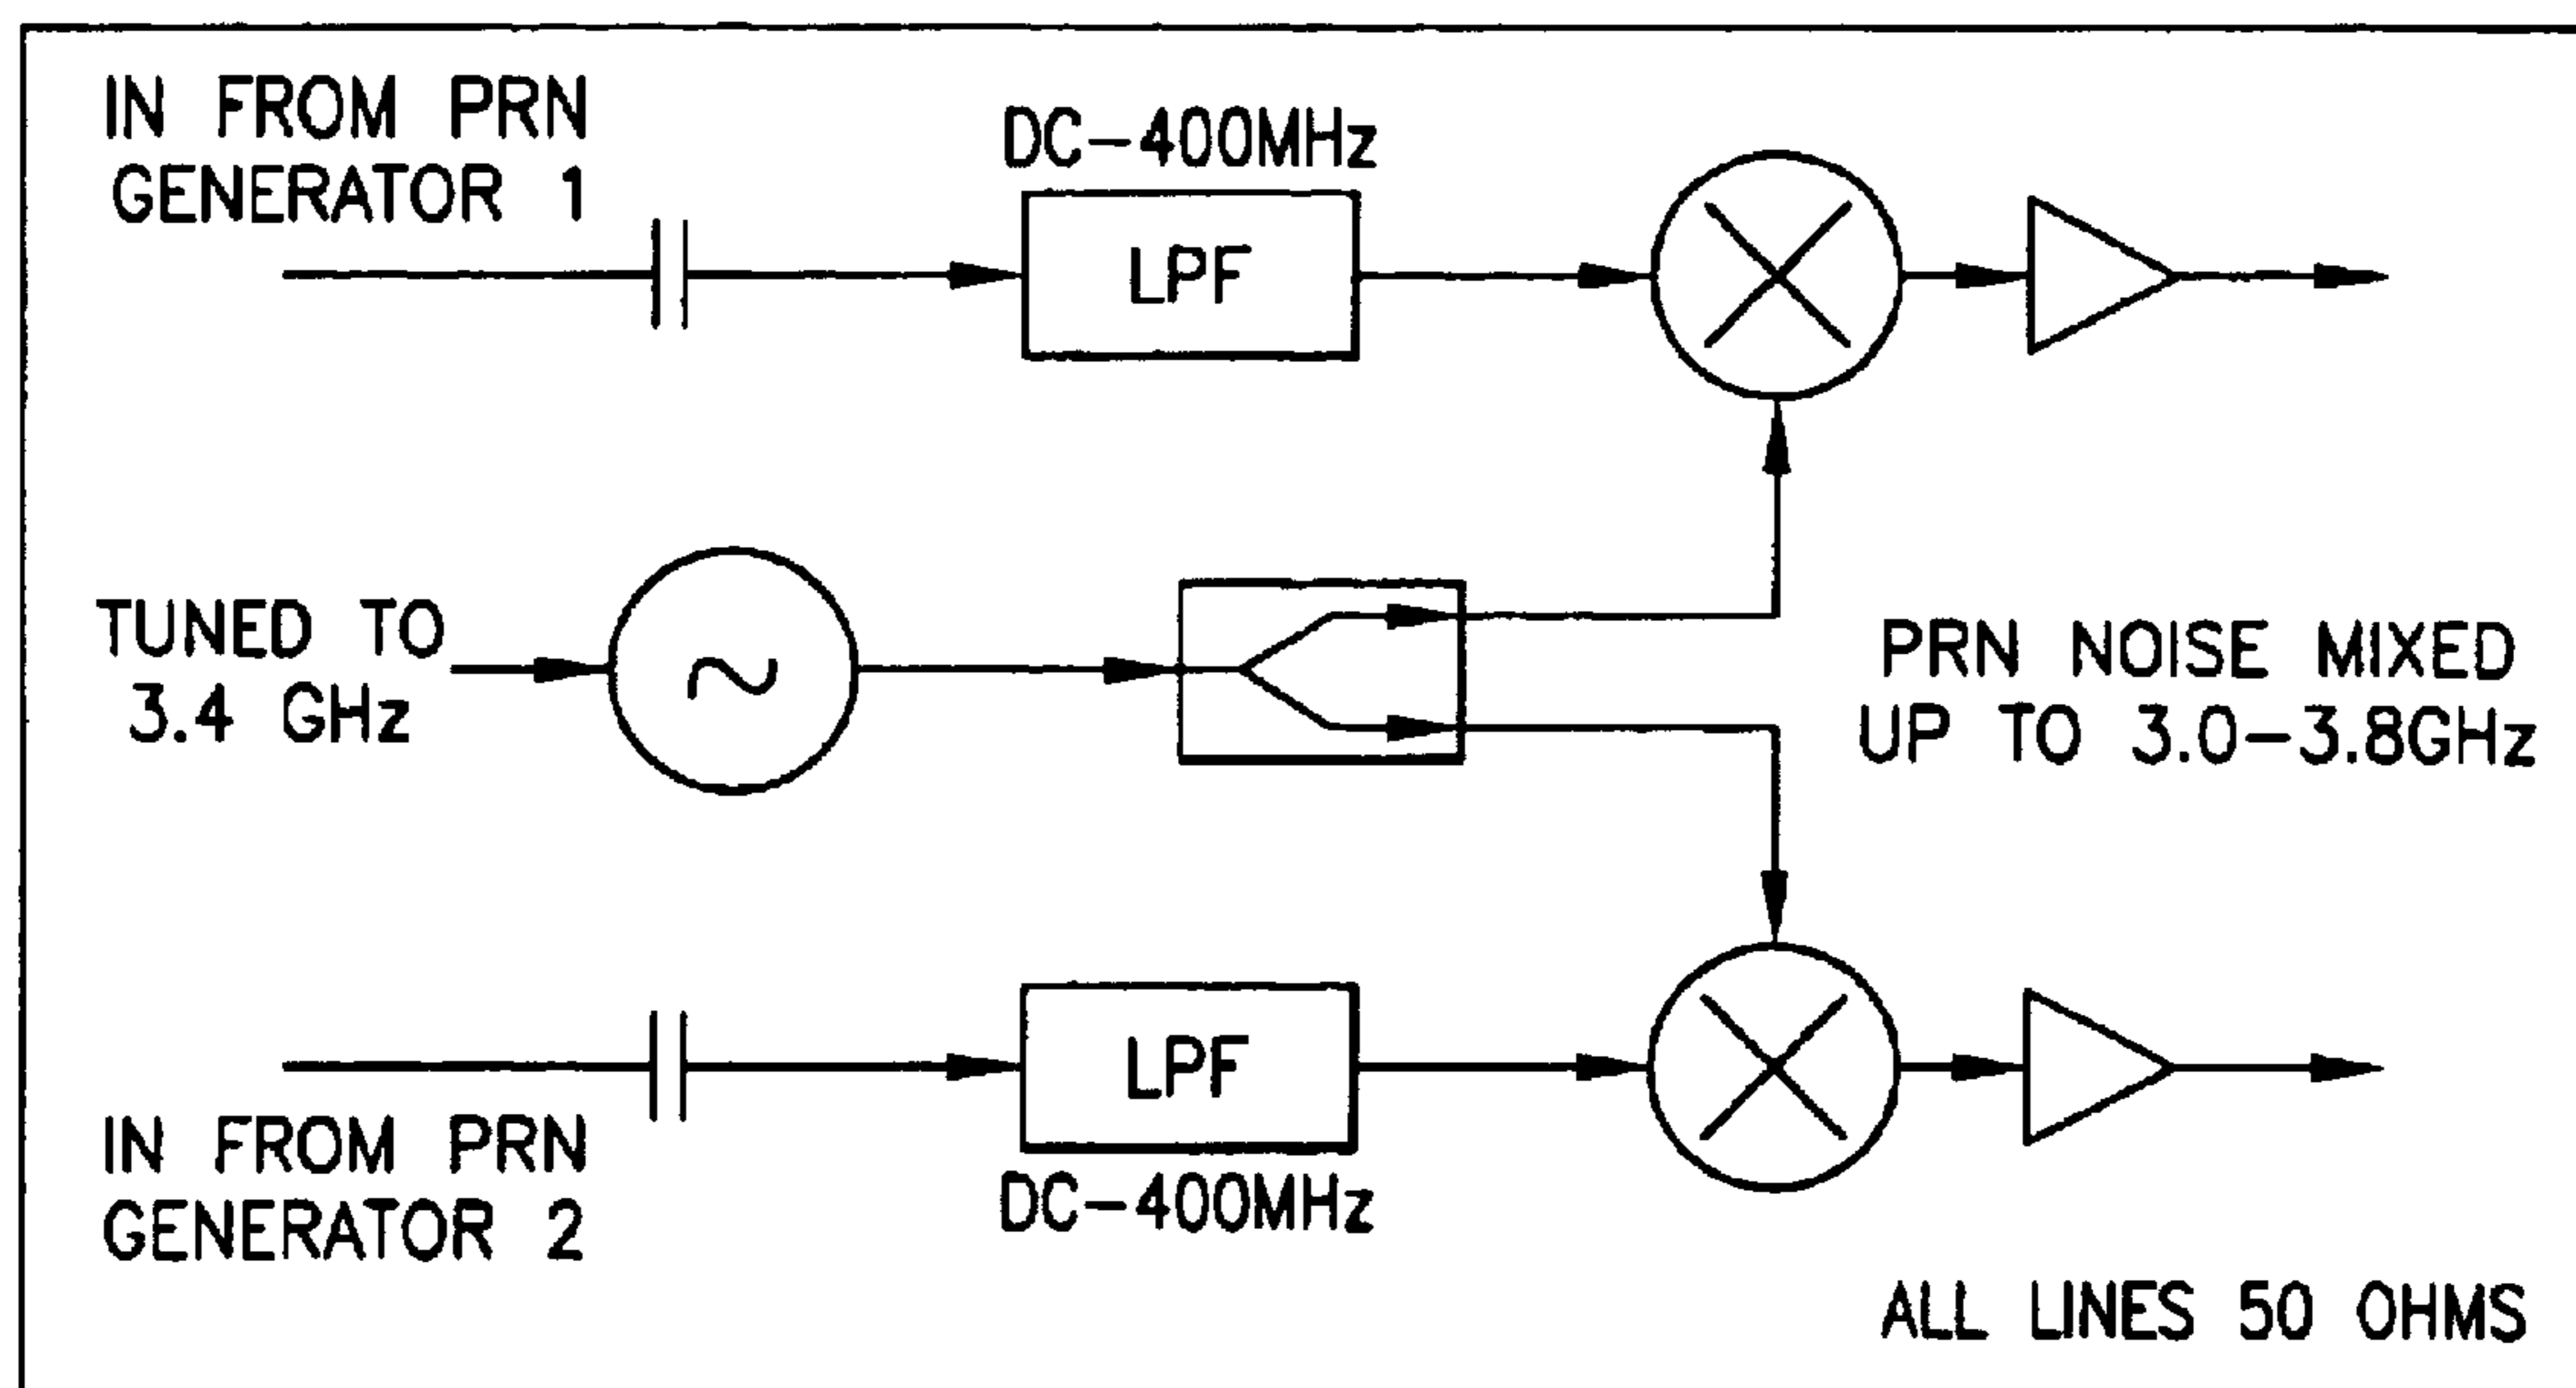 IN FROM PRN
GENERATOR 1
DC-400MHz
LPF
TUNED TO
3.4 GHz
~
PRN NOISE MIXED
UP TO 3.0-3.8GHz
LPF
IN FROM PRN
GENERATOR 2
DC-400MHz
ALL LINES 50 OHMS